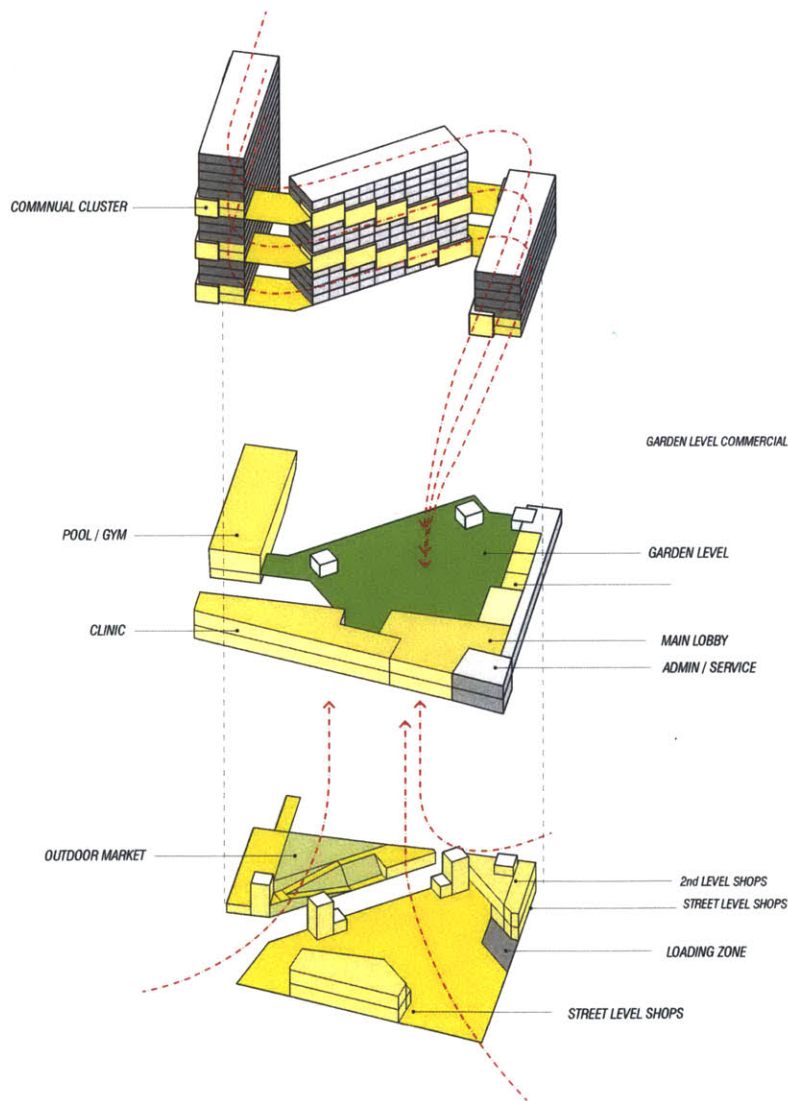 COMMNUAL CLUSTER
GARDEN LEVEL COMMERCIAL
POOL / GYM
GARDEN LEVEL
CLINIC
MAIN LOBBY
ADMIN / SERVICE
OUTDOOR MARKET
2nd LEVEL SHOPS
STREET LEVEL SHOPS
LOADING ZONE
STREET LEVEL SHOPS